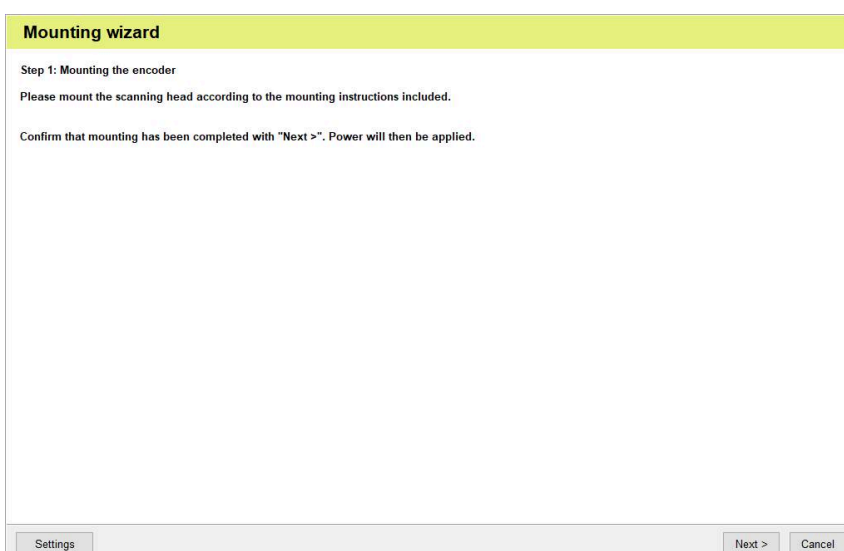 Mounting wizard
Step 1: Mounting the encoder
Please mount the scanning head according to the mounting instructions included.
Confirm that mounting has been completed with "Next >". Power will then be applied.
Settings
Next >
Cancel